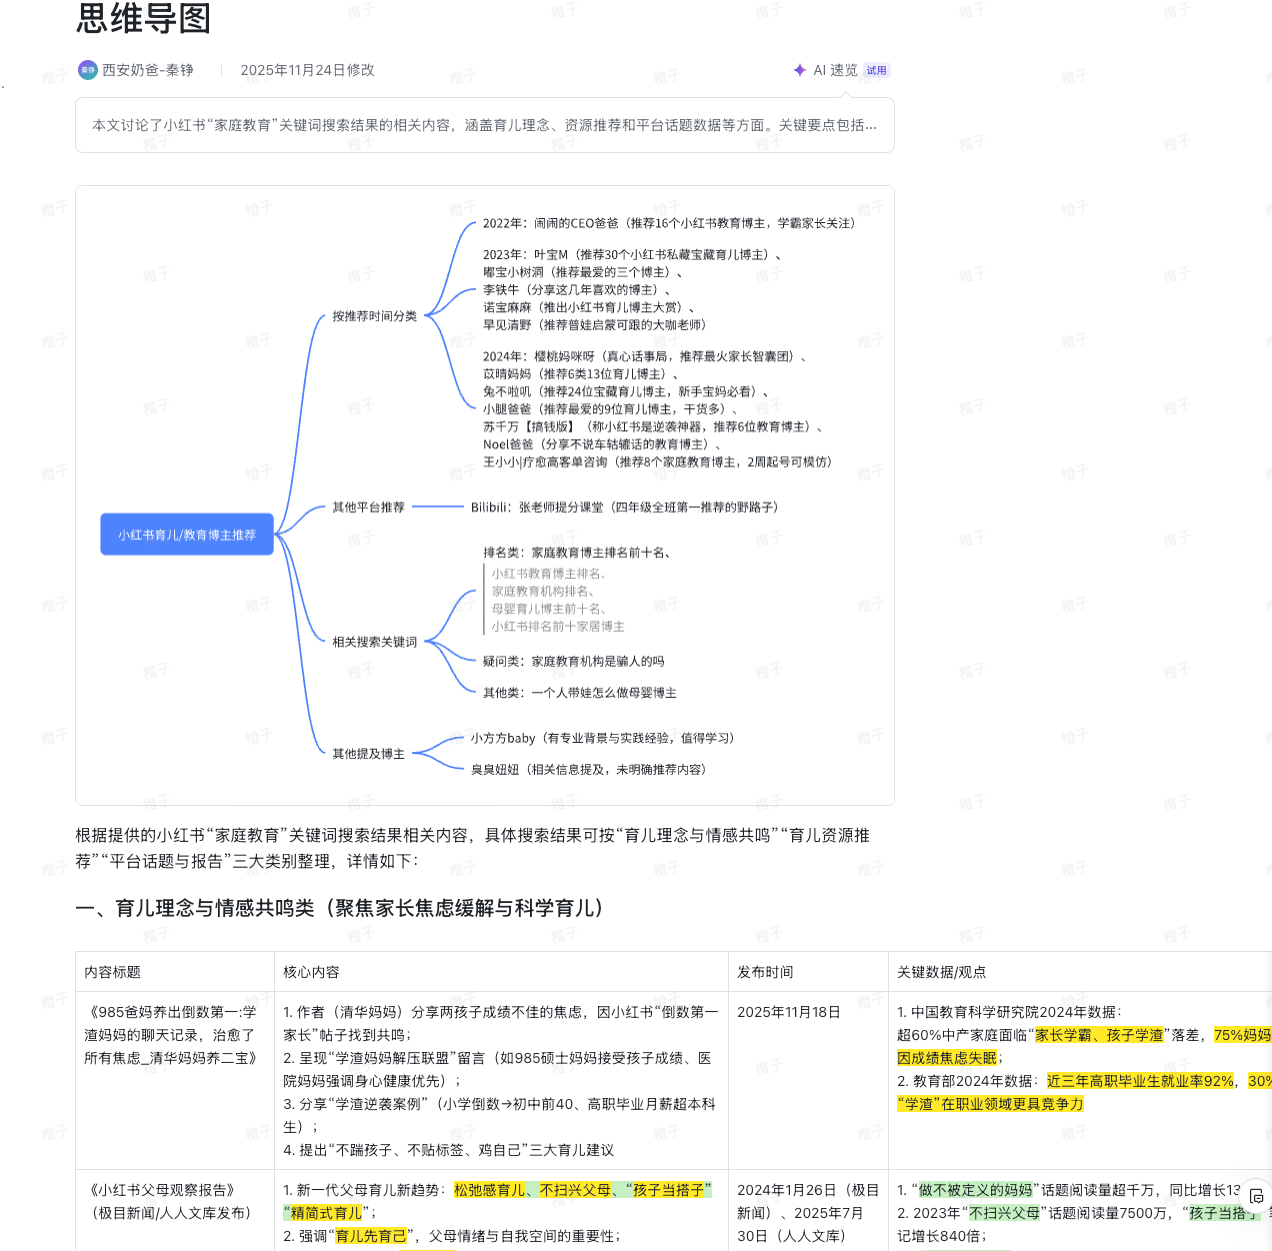 思维导图
秦铮 西安奶爸-秦铮 2025年11月24日修改 AI 速览 试用
本文讨论了小红书“家庭教育”关键词搜索结果的相关内容，涵盖育儿理念、资源推荐和平台话题数据等方面。关键要点包括...
小红书育儿/教育博主推荐
按推荐时间分类
2022年：闹闹的CEO爸爸（推荐16个小红书教育博主，学霸家长关注）
2023年：叶宝M（推荐30个小红书私藏宝藏育儿博主）、
嘟宝小树洞（推荐最爱的三个博主）、
李铁牛（分享这几年喜欢的博主）、
诺宝麻麻（推出小红书育儿博主大赏）、
早见清野（推荐普娃启蒙可跟的大咖老师）
2024年：樱桃妈咪呀（真心话事局，推荐最火家长智囊团）、
苡晴妈妈（推荐6类13位育儿博主）、
兔不啦叽（推荐24位宝藏育儿博主，新手宝妈必看）、
小腿爸爸（推荐最爱的9位育儿博主，干货多）、
苏千万【搞钱版】（称小红书是逆袭神器，推荐6位教育博主）、
Noel爸爸（分享不说车轱辘话的教育博主）、
王小小|疗愈高客单咨询（推荐8个家庭教育博主，2周起号可模仿）
其他平台推荐
Bilibili：张老师提分课堂（四年级全班第一推荐的野路子）
相关搜索关键词
排名类：家庭教育博主排名前十名、
小红书教育博主排名、
家庭教育机构排名、
母婴育儿博主前十名、
小红书排名前十家居博主
疑问类：家庭教育机构是骗人的吗
其他类：一个人带娃怎么做母婴博主
其他提及博主
小方方baby（有专业背景与实践经验，值得学习）
臭臭妞妞（相关信息提及，未明确推荐内容）
根据提供的小红书“家庭教育”关键词搜索结果相关内容，具体搜索结果可按“育儿理念与情感共鸣”“育儿资源推
荐”“平台话题与报告”三大类别整理，详情如下：
一、育儿理念与情感共鸣类（聚焦家长焦虑缓解与科学育儿）
内容标题 核心内容 发布时间 关键数据/观点
《985爸妈养出倒数第一:学
渣妈妈的聊天记录，治愈了
所有焦虑_清华妈妈养二宝》
1. 作者（清华妈妈）分享两孩子成绩不佳的焦虑，因小红书“倒数第一
家长”帖子找到共鸣；
2. 呈现“学渣妈妈解压联盟”留言（如985硕士妈妈接受孩子成绩、医
院妈妈强调身心健康优先）；
3. 分享“学渣逆袭案例”（小学倒数→初中前40、高职毕业月薪超本科
生）；
4. 提出“不踹孩子、不贴标签、鸡自己”三大育儿建议
2025年11月18日
1. 中国教育科学研究院2024年数据：
超60%中产家庭面临“家长学霸、孩子学渣”落差，75%妈妈
因成绩焦虑失眠；
2. 教育部2024年数据：近三年高职毕业生就业率92%，30%
“学渣”在职业领域更具竞争力
《小红书父母观察报告》
（极目新闻/人人文库发布）
1. 新一代父母育儿新趋势：松弛感育儿、不扫兴父母、“孩子当搭子”
“精简式育儿”；
2. 强调“育儿先育己”，父母情绪与自我空间的重要性；
2024年1月26日（极目
新闻）、2025年7月
30日（人人文库）
1. “做不被定义的妈妈”话题阅读量超千万，同比增长13
2. 2023年“不扫兴父母”话题阅读量7500万，“孩子当搭子
记增长840倍；
橙子